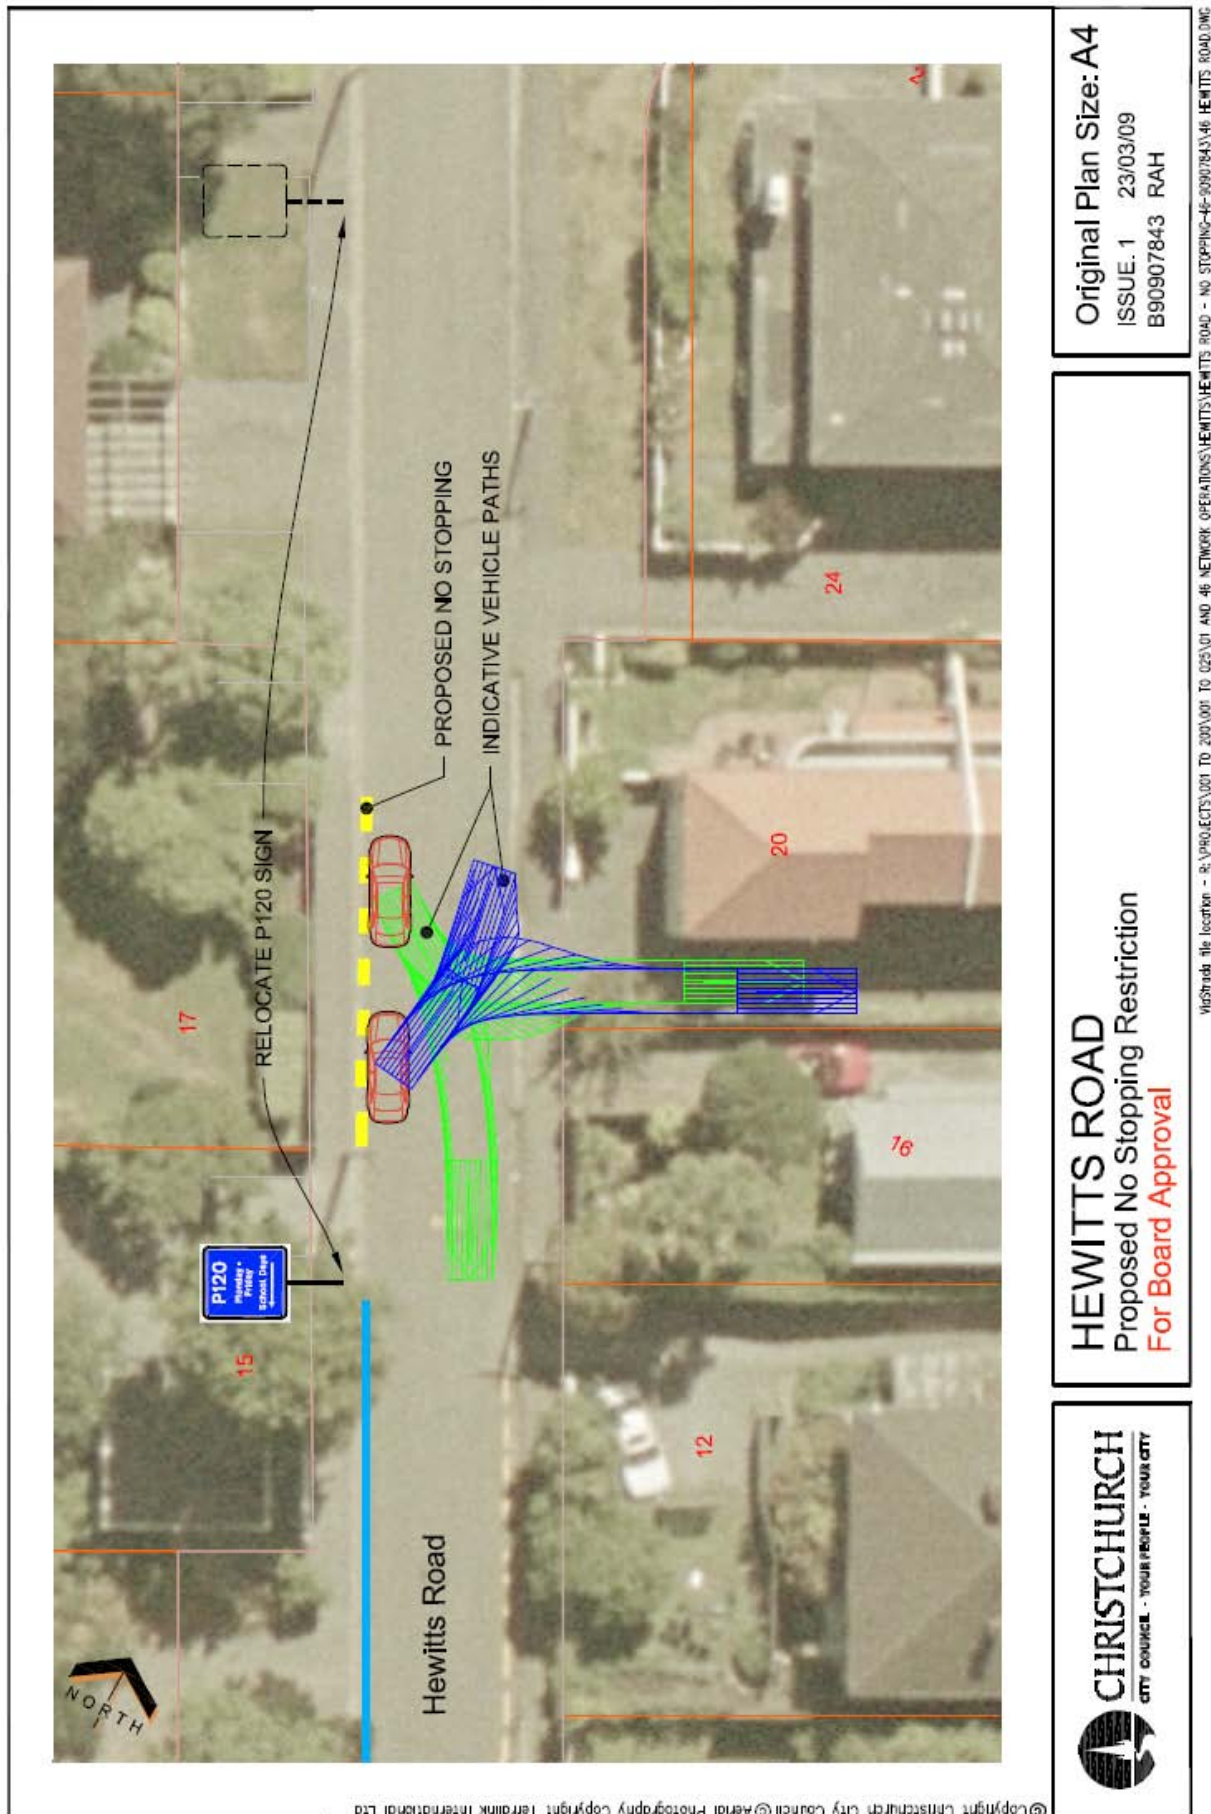 NORTH
P120
Monday -
Friday
School Days
15
17
RELOCATE P120 SIGN
PROPOSED NO STOPPING
INDICATIVE VEHICLE PATHS
Hewitts Road
12
16
20
24
CHRISTCHURCH
CITY COUNCIL - YOUR PEOPLE - YOUR CITY
HEWITTS ROAD
Proposed No Stopping Restriction
For Board Approval
Original Plan Size: A4
ISSUE. 1 23/03/09
B90907843 RAH
© Copyright Christchurch City Council © Aerial Photography Copyright Terralink International Ltd